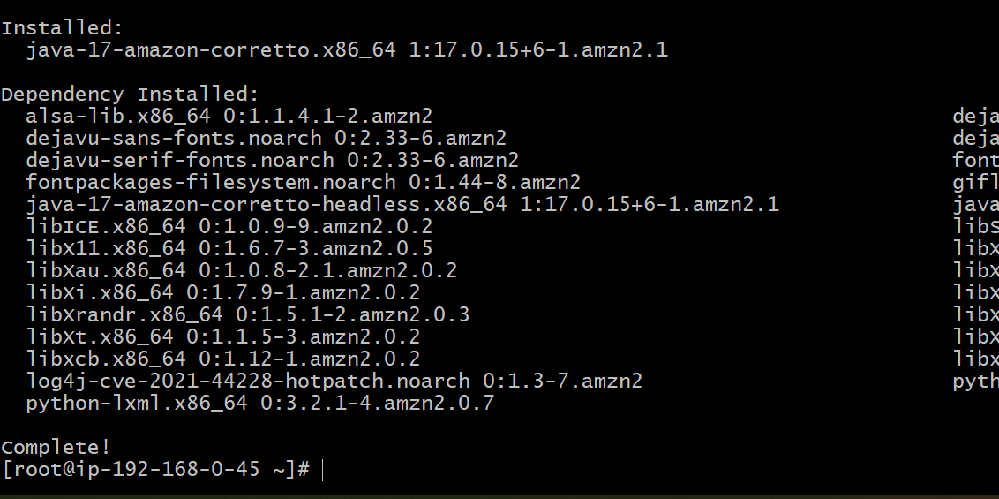 Installed:
java-17-amazon-corretto.x86_64 1:17.0.15+6-1.amzn2.1
Dependency Installed:
alsa-lib.x86_64 0:1.1.4.1-2.amzn2 deja
dejavu-sans-fonts.noarch 0:2.33-6.amzn2 deja
dejavu-serif-fonts.noarch 0:2.33-6.amzn2 font
fontpackages-filesystem.noarch 0:1.44-8.amzn2 gifl
java-17-amazon-corretto-headless.x86_64 1:17.0.15+6-1.amzn2.1 java
libICE.x86_64 0:1.0.9-9.amzn2.0.2 libS
libX11.x86_64 0:1.6.7-3.amzn2.0.5 libX
libXau.x86_64 0:1.0.8-2.1.amzn2.0.2 libX
libXi.x86_64 0:1.7.9-1.amzn2.0.2 libX
libXrandr.x86_64 0:1.5.1-2.amzn2.0.3 libX
libXt.x86_64 0:1.1.5-3.amzn2.0.2 libX
libxcb.x86_64 0:1.12-1.amzn2.0.2 libx
log4j-cve-2021-44228-hotpatch.noarch 0:1.3-7.amzn2 pyth
python-lxml.x86_64 0:3.2.1-4.amzn2.0.7
Complete!
[root@ip-192-168-0-45 ~]#